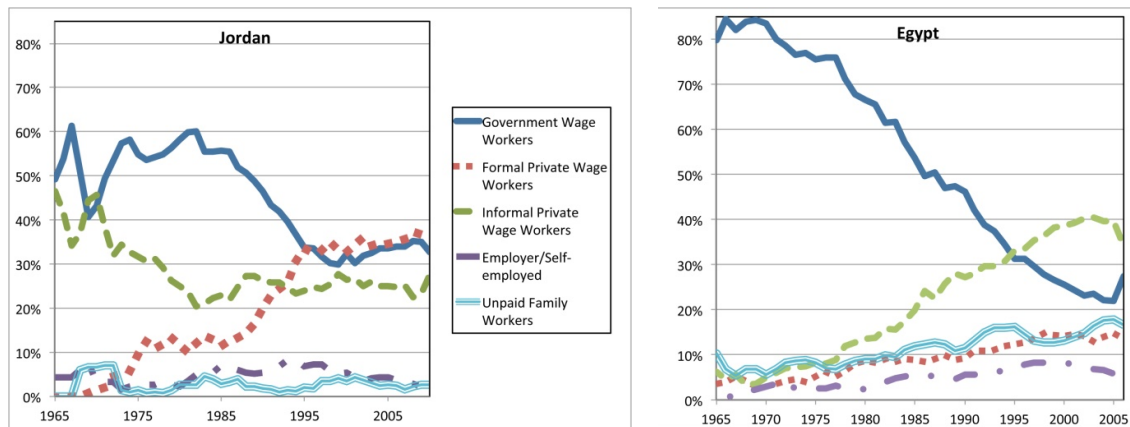 Jordan
80%
70%
60%
50%
40%
30%
20%
10%
0%
1965 1975 1985 1995 2005
Government Wage
Workers
Formal Private Wage
Workers
Informal Private
Wage Workers
Employer/Self-
employed
Unpaid Family
Workers
Egypt
80%
70%
60%
50%
40%
30%
20%
10%
0%
1965 1970 1975 1980 1985 1990 1995 2000 2005